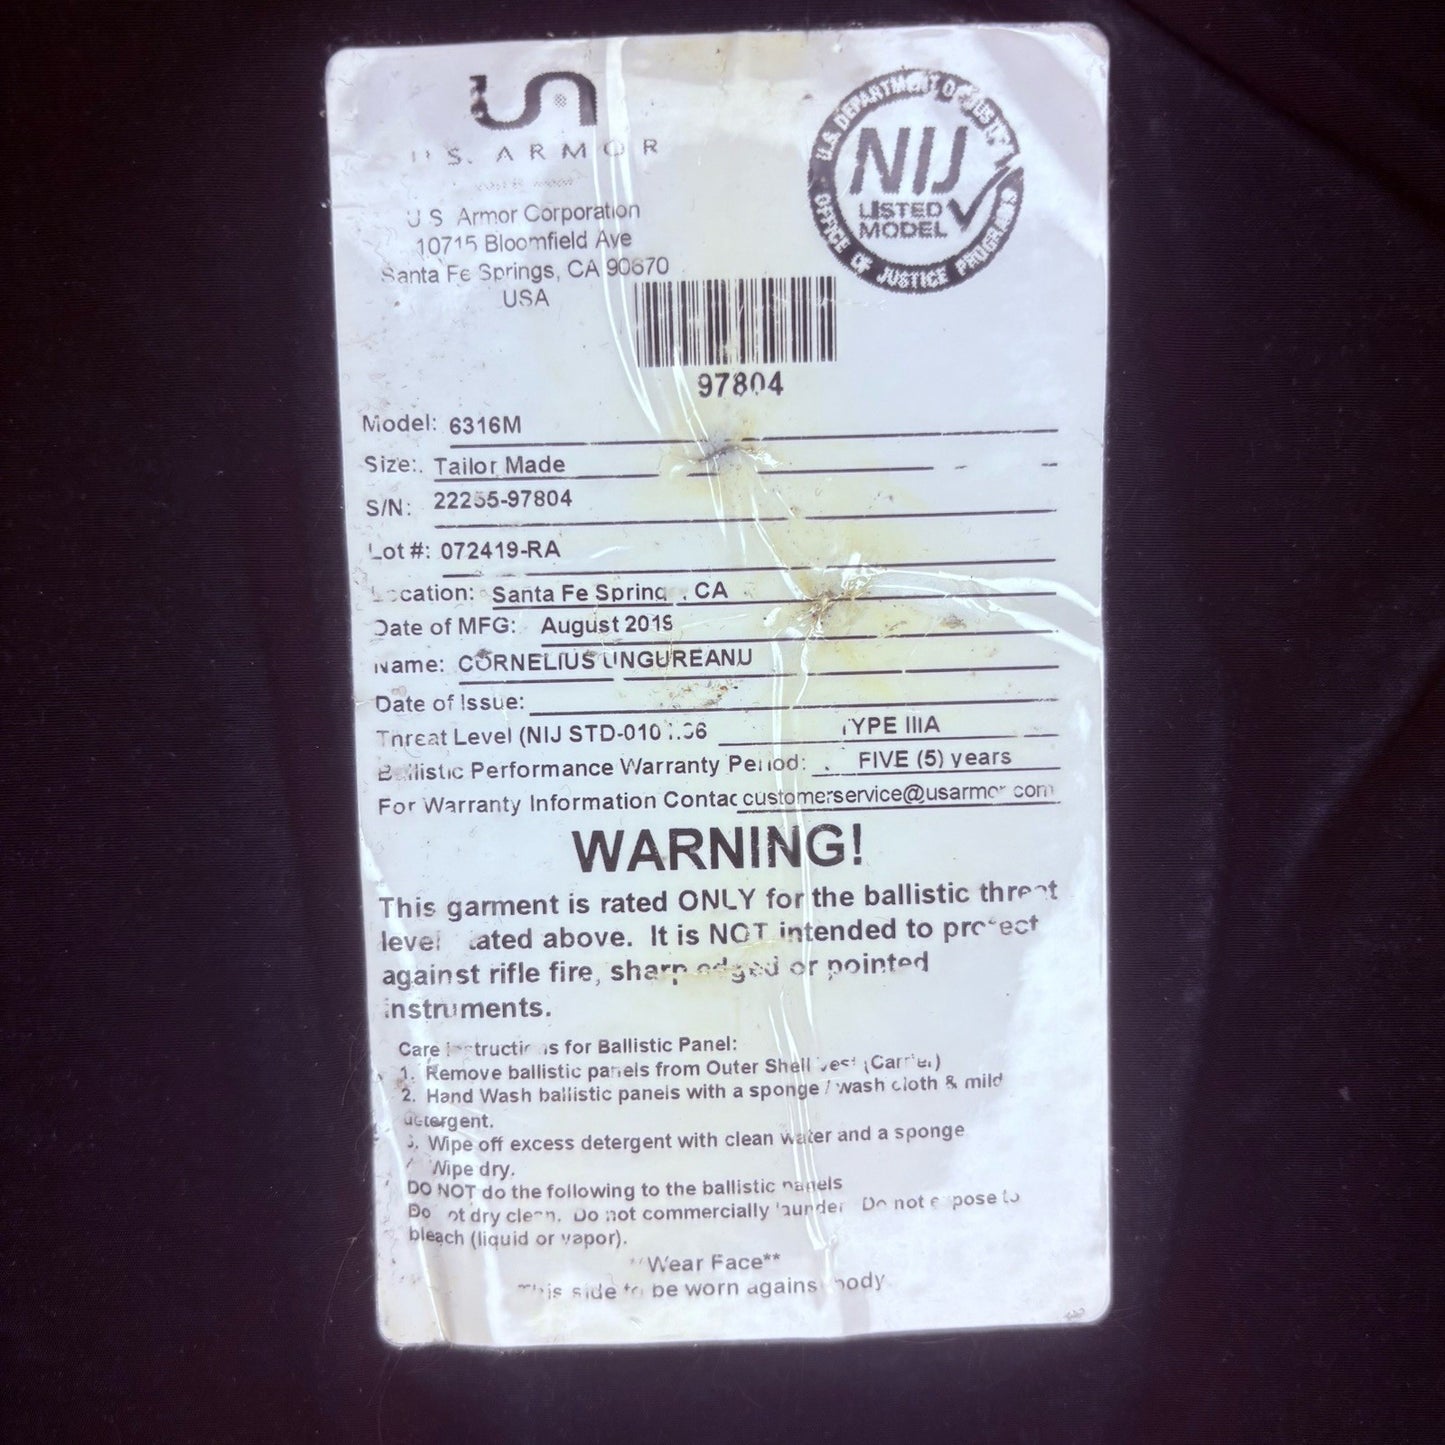 U.S. ARMOR
U.S. DEPARTMENT OF JUSTICE
NIJ
LISTED
MODEL
OFFICE OF JUSTICE PROGRAMS
U S Armor Corporation
10715 Bloomfield Ave
Santa Fe Springs, CA 90670
USA
97804
Model: 6316M
Size: Tailor Made
S/N: 22255-97804
Lot #: 072419-RA
Location: Santa Fe Spring , CA
Date of MFG: August 2019
Name: CORNELIUS UNGUREANU
Date of Issue:
Threat Level (NIJ STD-0101.06 TYPE IIIA
Ballistic Performance Warranty Period: FIVE (5) years
For Warranty Information Contac customerservice@usarmor com
WARNING!
This garment is rated ONLY for the ballistic threat
level ated above. It is NOT intended to protect
against rifle fire, sharp edged or pointed
instruments.
Care instructions for Ballistic Panel:
1. Remove ballistic panels from Outer Shell Vest (Carrier)
2. Hand Wash ballistic panels with a sponge / wash cloth & mild
detergent.
3. Wipe off excess detergent with clean water and a sponge
Wipe dry.
DO NOT do the following to the ballistic panels
Do not dry clean. Do not commercially launder Do not expose to
bleach (liquid or vapor).
**Wear Face**
This side to be worn against body